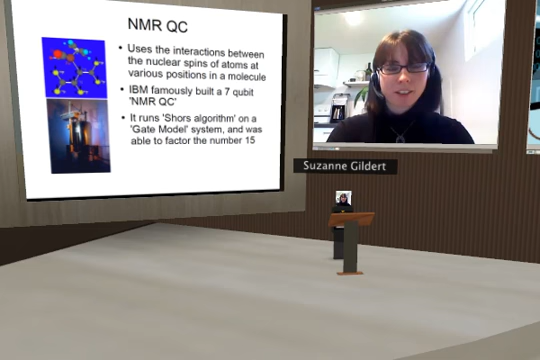 NMR QC
• Uses the interactions between
the nuclear spins of atoms at
various positions in a molecule
• IBM famously built a 7 qubit
'NMR QC'
• It runs 'Shors algorithm' on a
'Gate Model' system, and was
able to factor the number 15
Suzanne Gildert